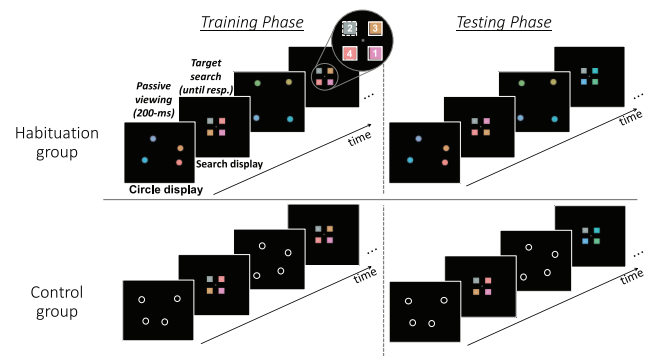 Training Phase
Testing Phase
2 3
4 1
Target
search
(until resp.)
Passive
viewing
(200-ms)
...
...
Habituation
group
time
time
Search display
Circle display
...
...
Control
group
time
time